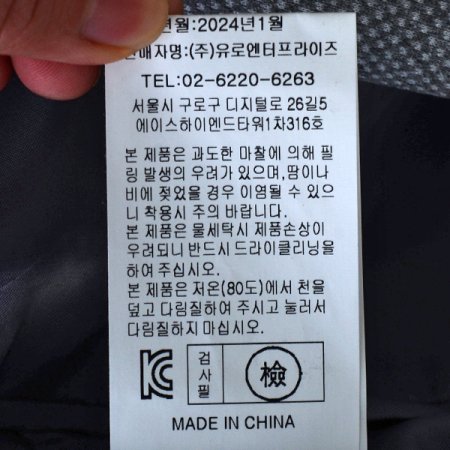 년월:2024년1월
판매자명:(주)유로엔터프라이즈
TEL:02-6220-6263
서울시 구로구 디지털로 26길5
에이스하이엔드타워1차316호
본 제품은 과도한 마찰에 의해 필
링 발생의 우려가 있으며,땀이나
비에 젖었을 경우 이염될 수 있으
니 착용시 주의 바랍니다.
본 제품은 물세탁시 제품손상이
우려되니 반드시 드라이클리닝을
하여 주십시오.
본 제품은 저온(80도)에서 천을
덮고 다림질하여 주시고 눌러서
다림질하지 마십시오.
검사필
檢
MADE IN CHINA